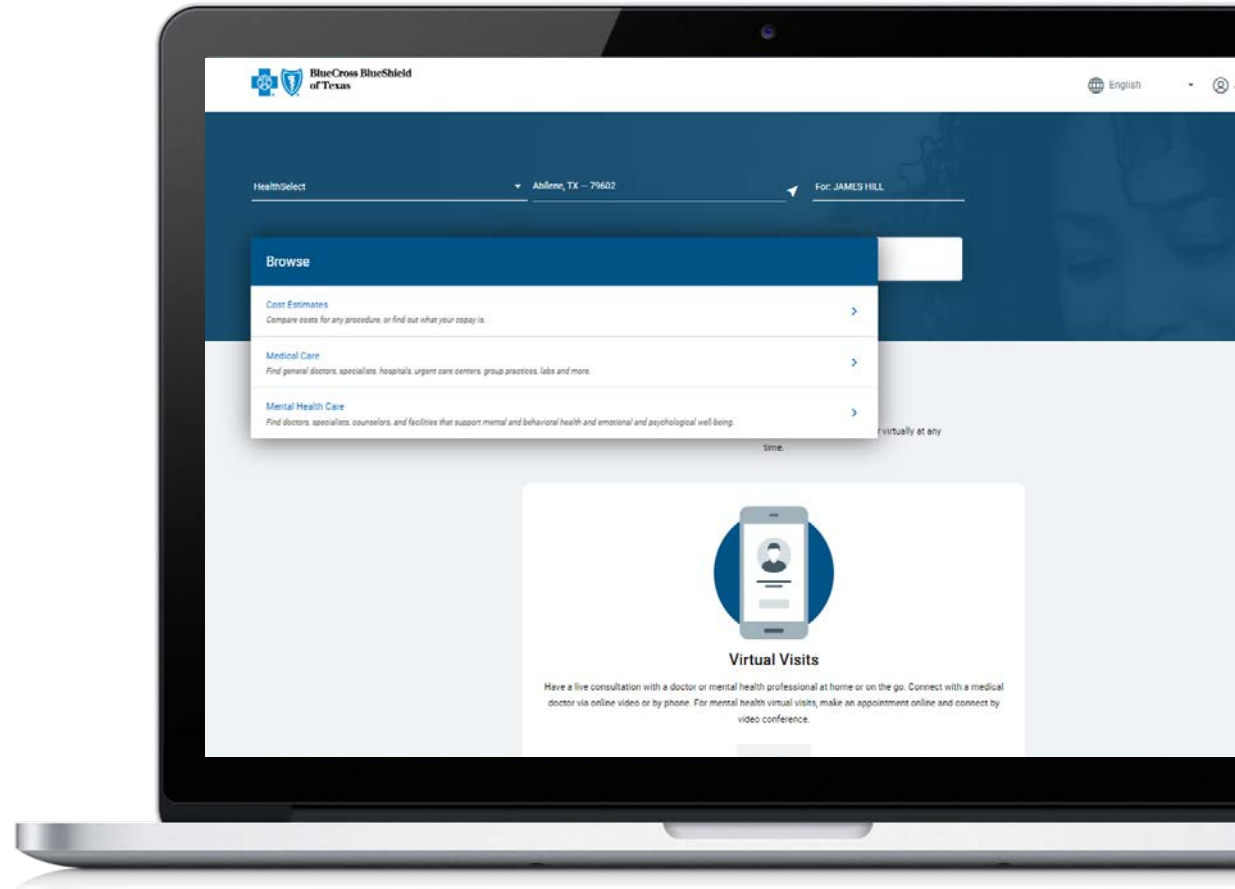 BlueCross BlueShield
of Texas
English
HealthSelect
Abilene, TX – 79602
For: JAMES HILL
Browse
Cost Estimates
Compare costs for any procedure, or find out what your copay is.
Medical Care
Find general doctors, specialists, hospitals, urgent care centers, group practices, labs and more.
Mental Health Care
Find doctors, specialists, counselors, and facilities that support mental and behavioral health and emotional and psychological well-being.
virtually at any
time.
Virtual Visits
Have a live consultation with a doctor or mental health professional at home or on the go. Connect with a medical
doctor via online video or by phone. For mental health virtual visits, make an appointment online and connect by
video conference.